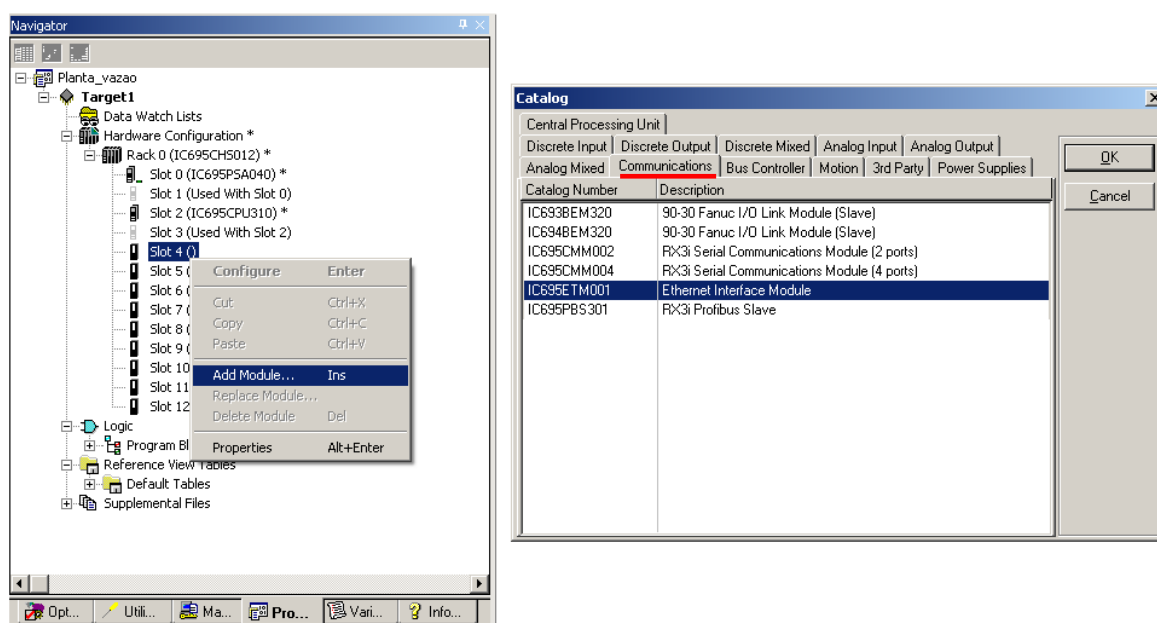 Navigator
Planta_vazao
Target1
Data Watch Lists
Hardware Configuration *
Rack 0 (IC695CHS012) *
Slot 0 (IC695PSA040) *
Slot 1 (Used With Slot 0)
Slot 2 (IC695CPU310) *
Slot 3 (Used With Slot 2)
Slot 4 ()
Slot 5 (
Slot 6 (
Slot 7 (
Slot 8 (
Slot 9 (
Slot 10
Slot 11
Slot 12
Logic
Program Bl
Reference View Tables
Default Tables
Supplemental Files
Configure Enter
Cut Ctrl+X
Copy Ctrl+C
Paste Ctrl+V
Add Module... Ins
Replace Module...
Delete Module Del
Properties Alt+Enter
Opt... Utili... Ma... Pro... Vari... Info...
Catalog
Central Processing Unit
Discrete Input Discrete Output Discrete Mixed Analog Input Analog Output
Analog Mixed Communications Bus Controller Motion 3rd Party Power Supplies
Catalog Number Description
IC693BEM320 90-30 Fanuc I/O Link Module (Slave)
IC694BEM320 90-30 Fanuc I/O Link Module (Slave)
IC695CMM002 RX3i Serial Communications Module (2 ports)
IC695CMM004 RX3i Serial Communications Module (4 ports)
IC695ETM001 Ethernet Interface Module
IC695PBS301 RX3i Profibus Slave
OK
Cancel